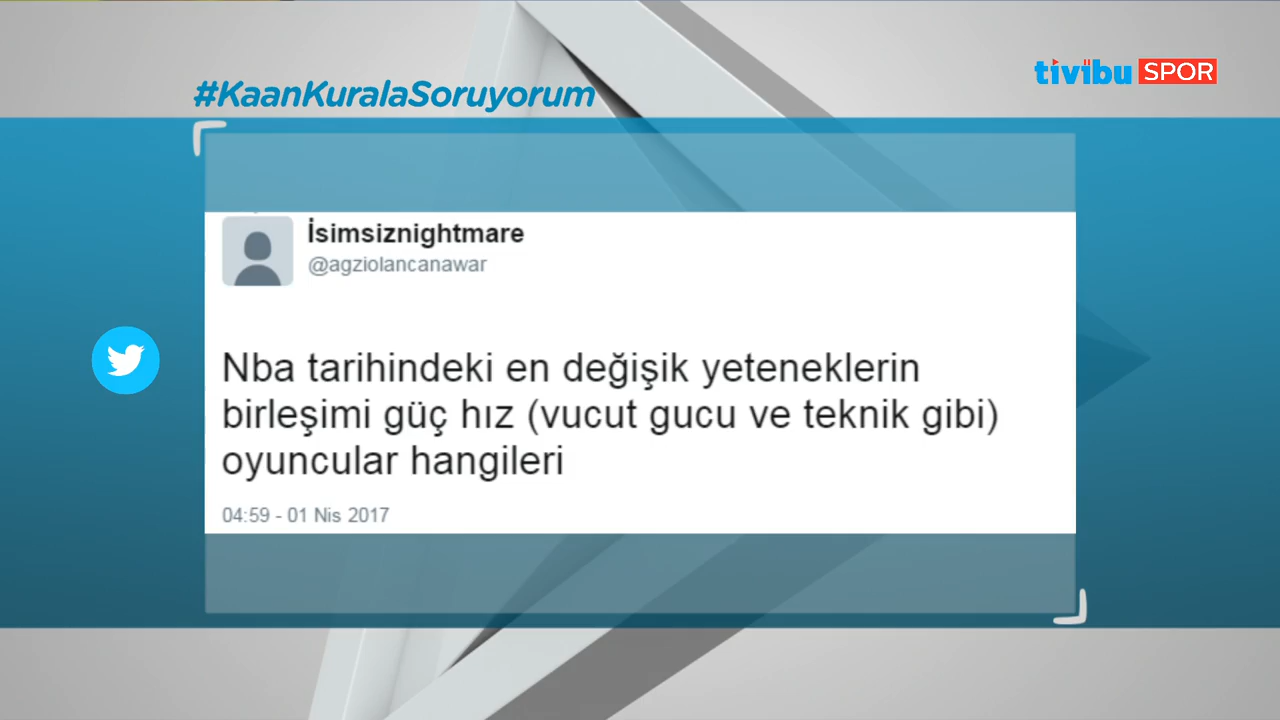 #KaanKuralaSoruyorum
tivibu SPOR
İsimsiznightmare
@agziolancanawar
Nba tarihindeki en değişik yeteneklerin
birleşimi güç hız (vucut gucu ve teknik gibi)
oyuncular hangileri
04:59 - 01 Nis 2017